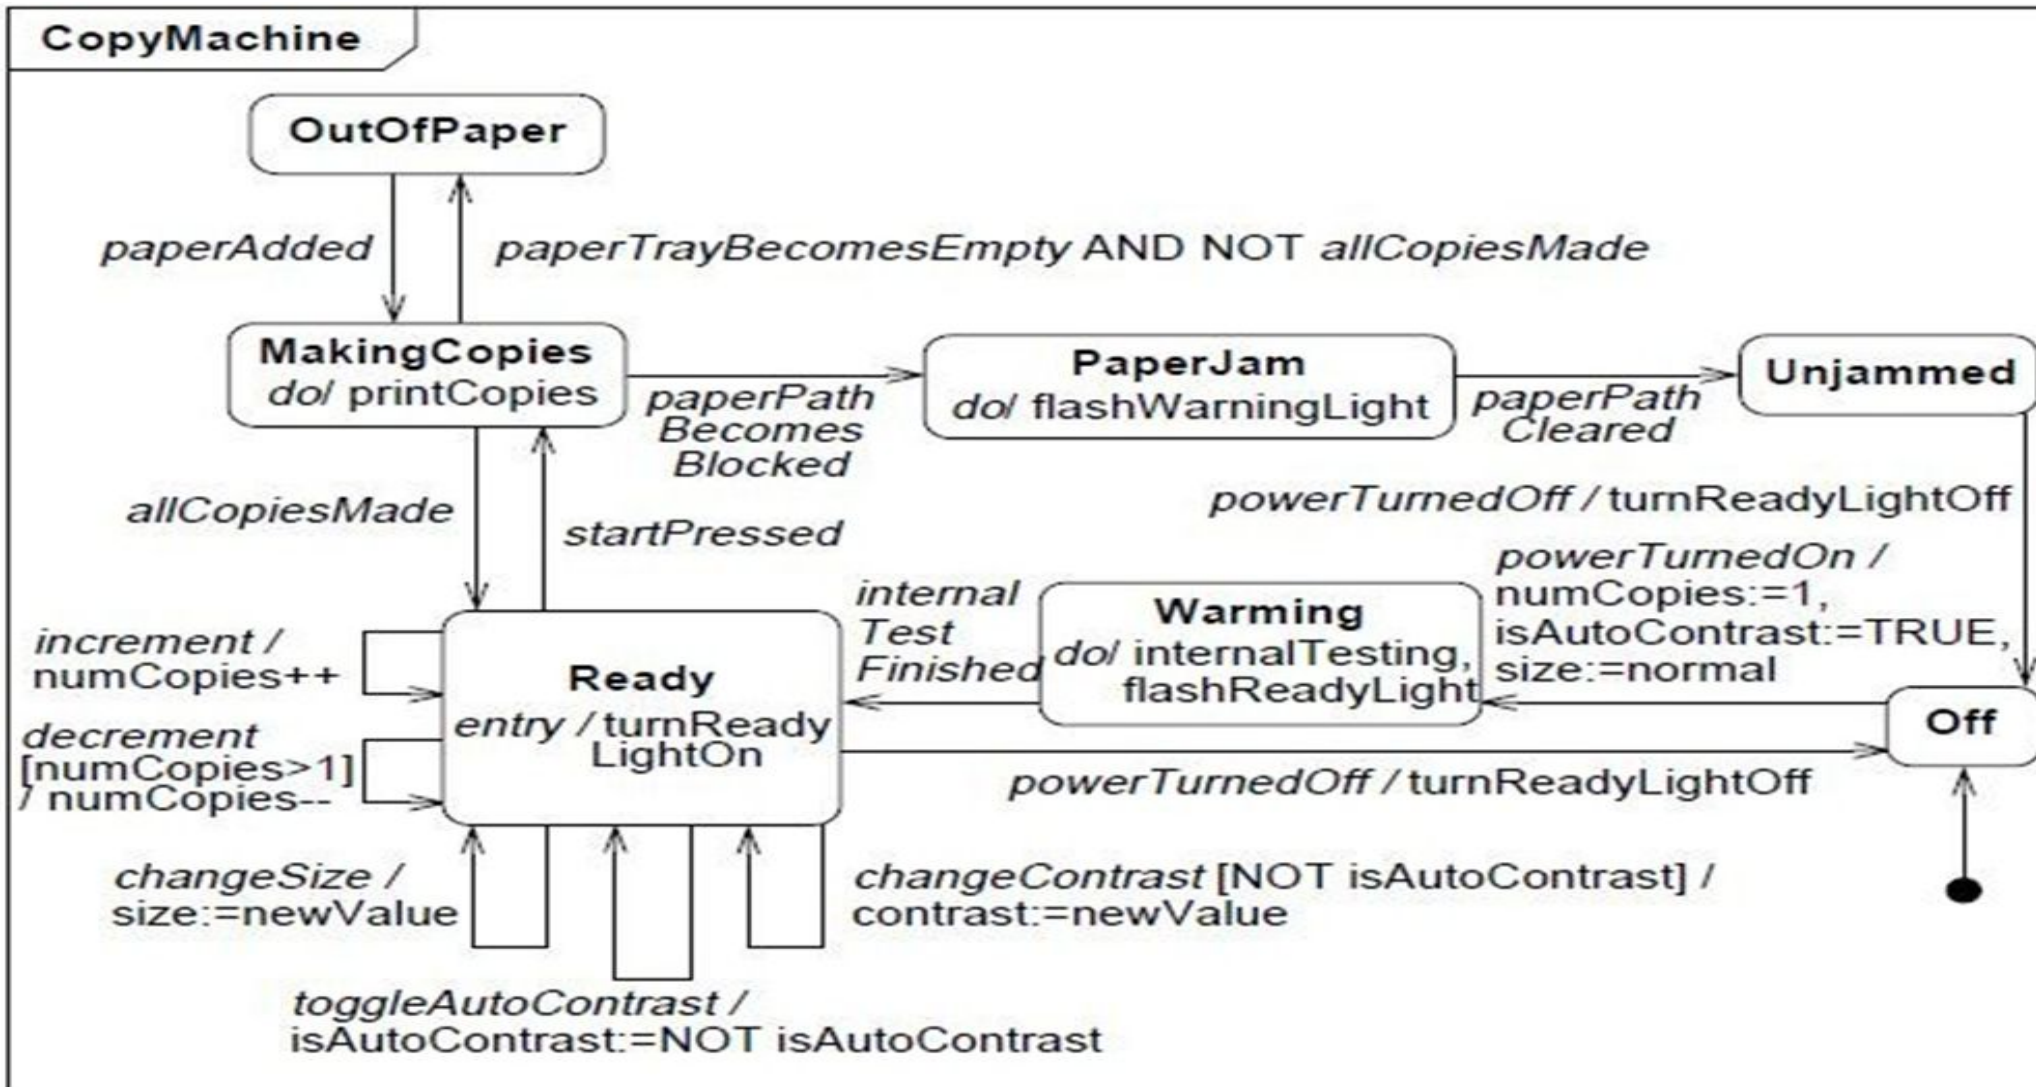 CopyMachine
OutOfPaper
paperAdded
paperTrayBecomesEmpty AND NOT allCopiesMade
MakingCopies
do/ printCopies
paperPath
Becomes
Blocked
PaperJam
do/ flashWarningLight
paperPath
Cleared
Unjammed
allCopiesMade
startPressed
powerTurnedOff / turnReadyLightOff
powerTurnedOn /
numCopies:=1,
isAutoContrast:=TRUE,
size:=normal
internal
Test
Finished
Warming
do/ internalTesting,
flashReadyLight
increment /
numCopies++
Ready
entry / turnReady
LightOn
decrement
[numCopies>1]
/ numCopies--
Off
powerTurnedOff / turnReadyLightOff
changeSize /
size:=newValue
changeContrast [NOT isAutoContrast] /
contrast:=newValue
toggleAutoContrast /
isAutoContrast:=NOT isAutoContrast